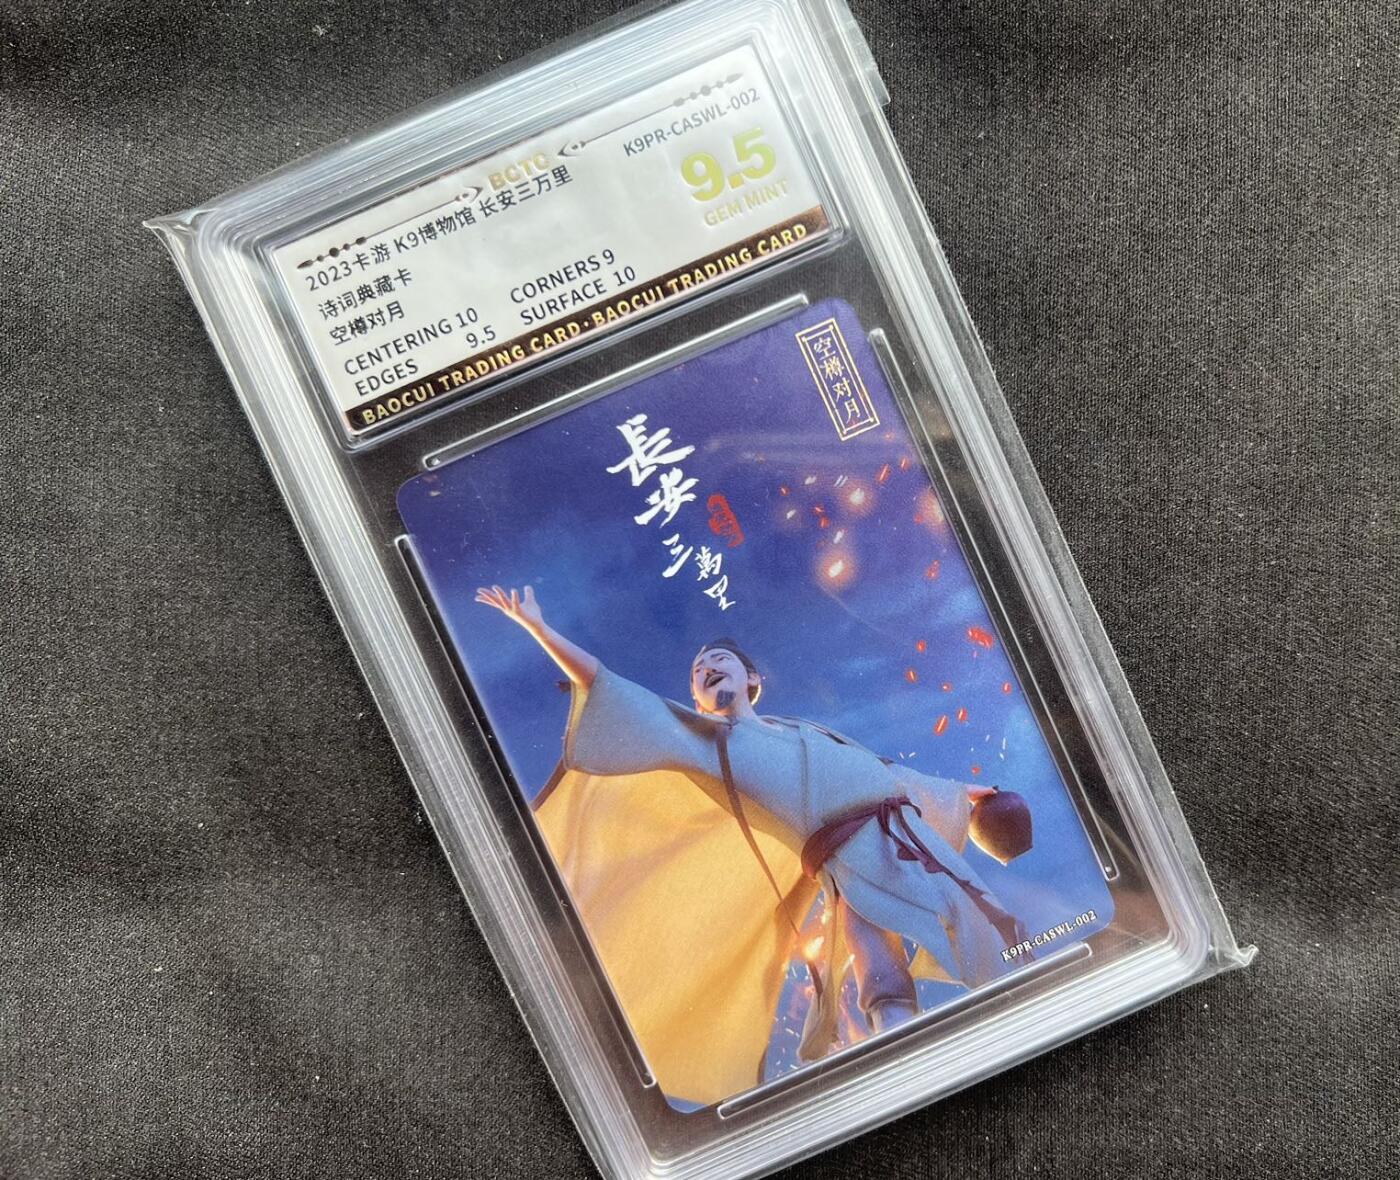 BCTC
K9PR-CASWL-002
2023卡游 K9博物馆 长安三万里
9.5
诗词典藏卡
GEM MINT
空樽对月
CENTERING 10 CORNERS 9
EDGES 9.5 SURFACE 10
BAOCUI TRADING CARD·BAOCUI TRADING CARD
空樽对月
長安三萬里
K9PR-CASWL-002